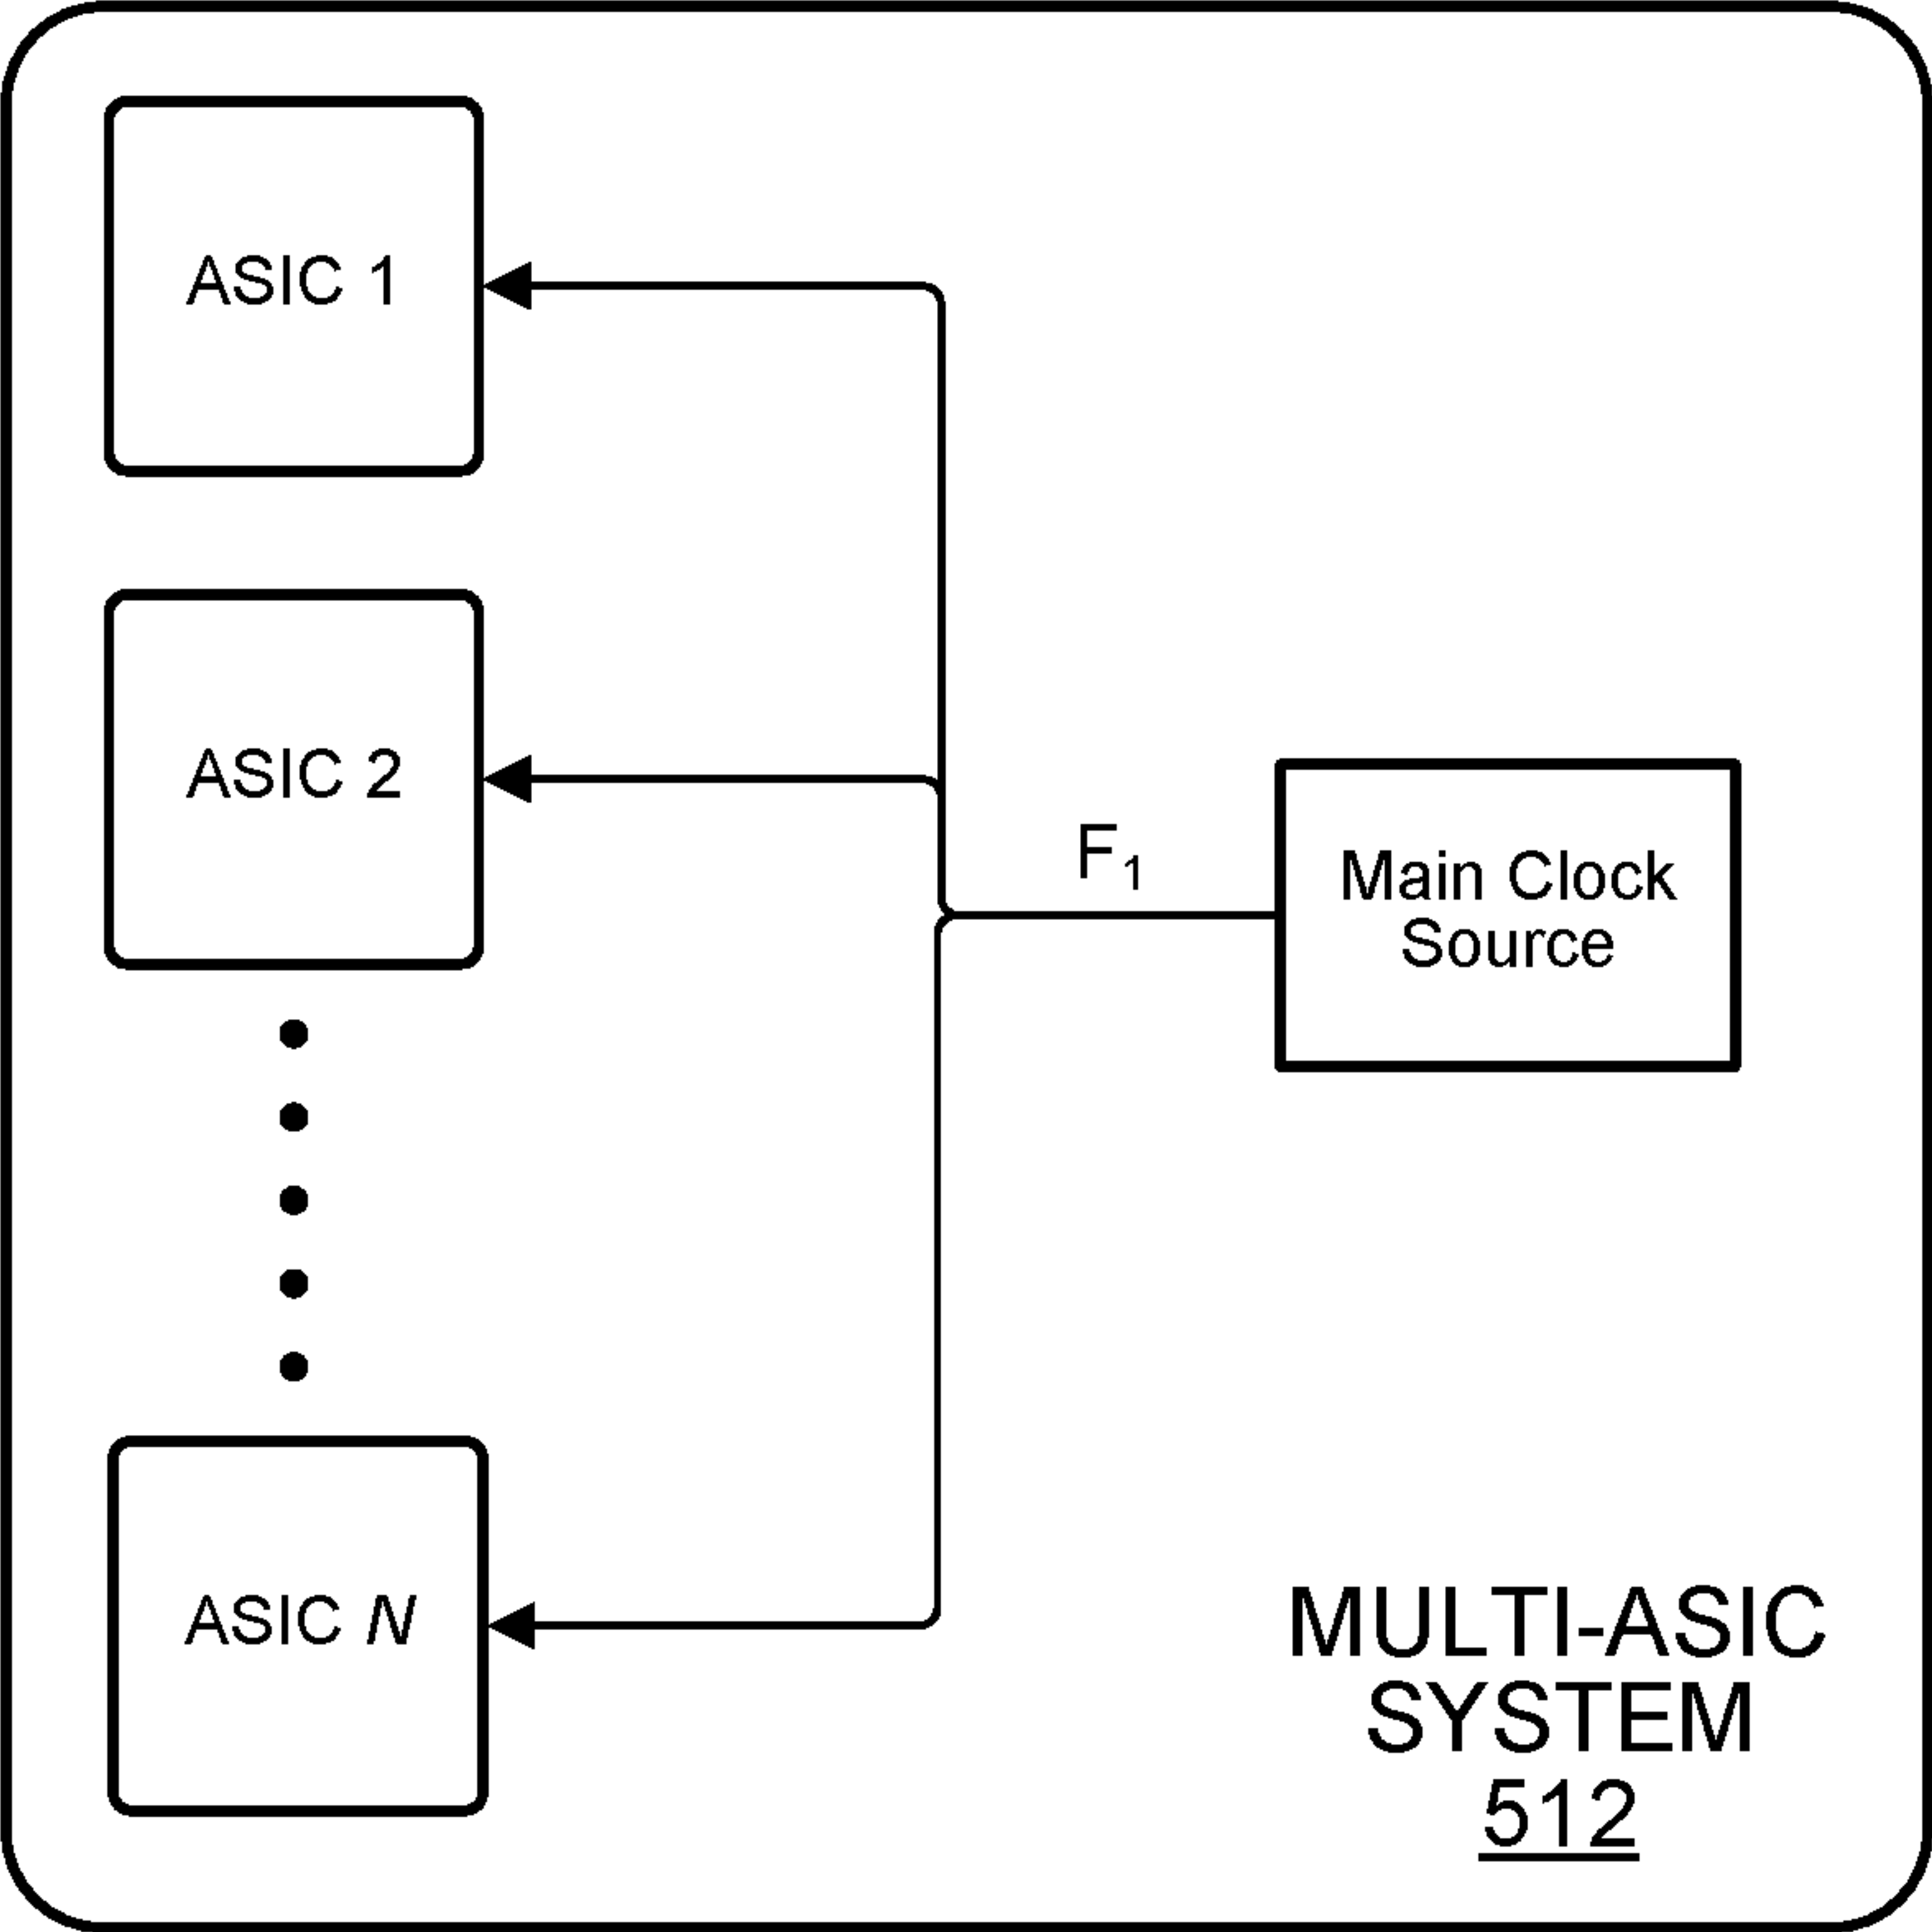 ASIC 1
ASIC 2
F₁
Main Clock
Source
ASIC N
MULTI-ASIC
SYSTEM
512